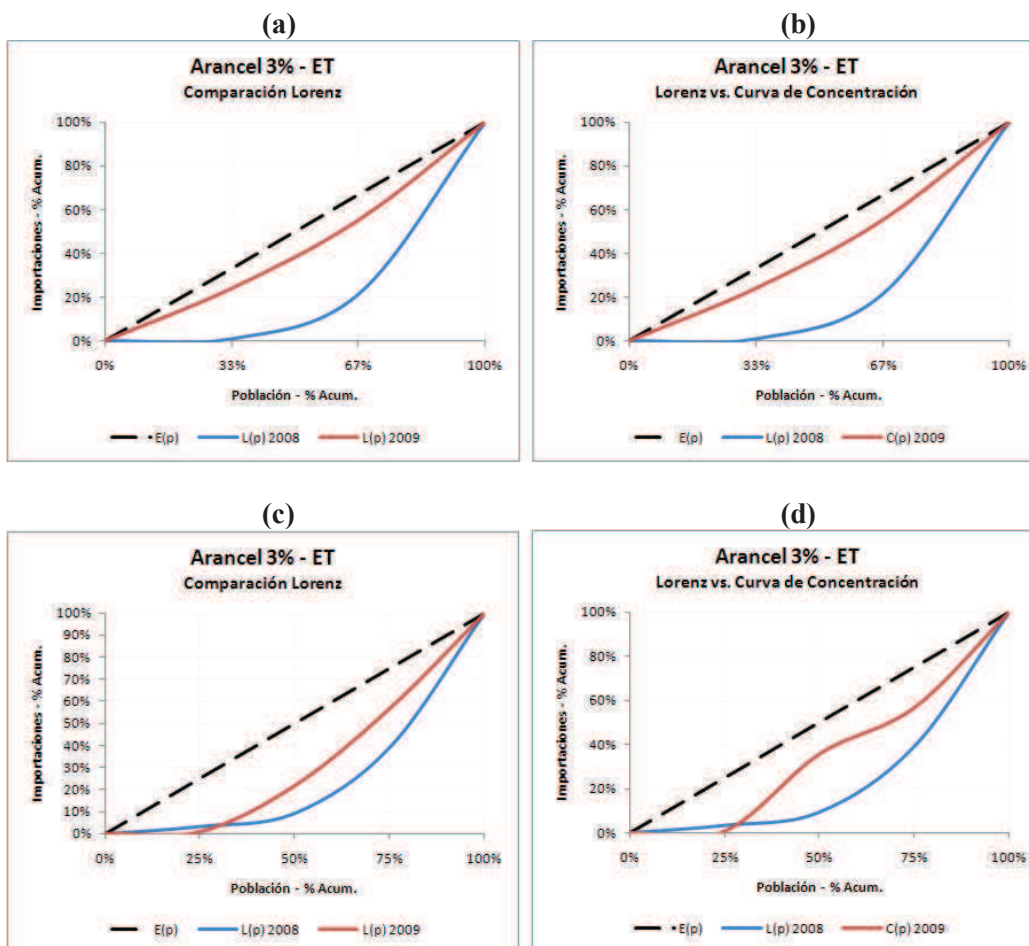 (a)
Arancel 3% - ET
Comparación Lorenz
Importaciones - % Acum.
100%
80%
60%
40%
20%
0%
0% 33% 67% 100%
Población - % Acum.
E(p) L(p) 2008 L(p) 2009
(b)
Arancel 3% - ET
Lorenz vs. Curva de Concentración
Importaciones - % Acum.
100%
80%
60%
40%
20%
0%
0% 33% 67% 100%
Población - % Acum.
E(p) L(p) 2008 C(p) 2009
(c)
Arancel 3% - ET
Comparación Lorenz
Importaciones - % Acum.
100%
90%
80%
70%
60%
50%
40%
30%
20%
10%
0%
0% 25% 50% 75% 100%
Población - % Acum.
E(p) L(p) 2008 L(p) 2009
(d)
Arancel 3% - ET
Lorenz vs. Curva de Concentración
Importaciones - % Acum.
100%
80%
60%
40%
20%
0%
0% 25% 50% 75% 100%
Población - % Acum.
E(p) L(p) 2008 C(p) 2009